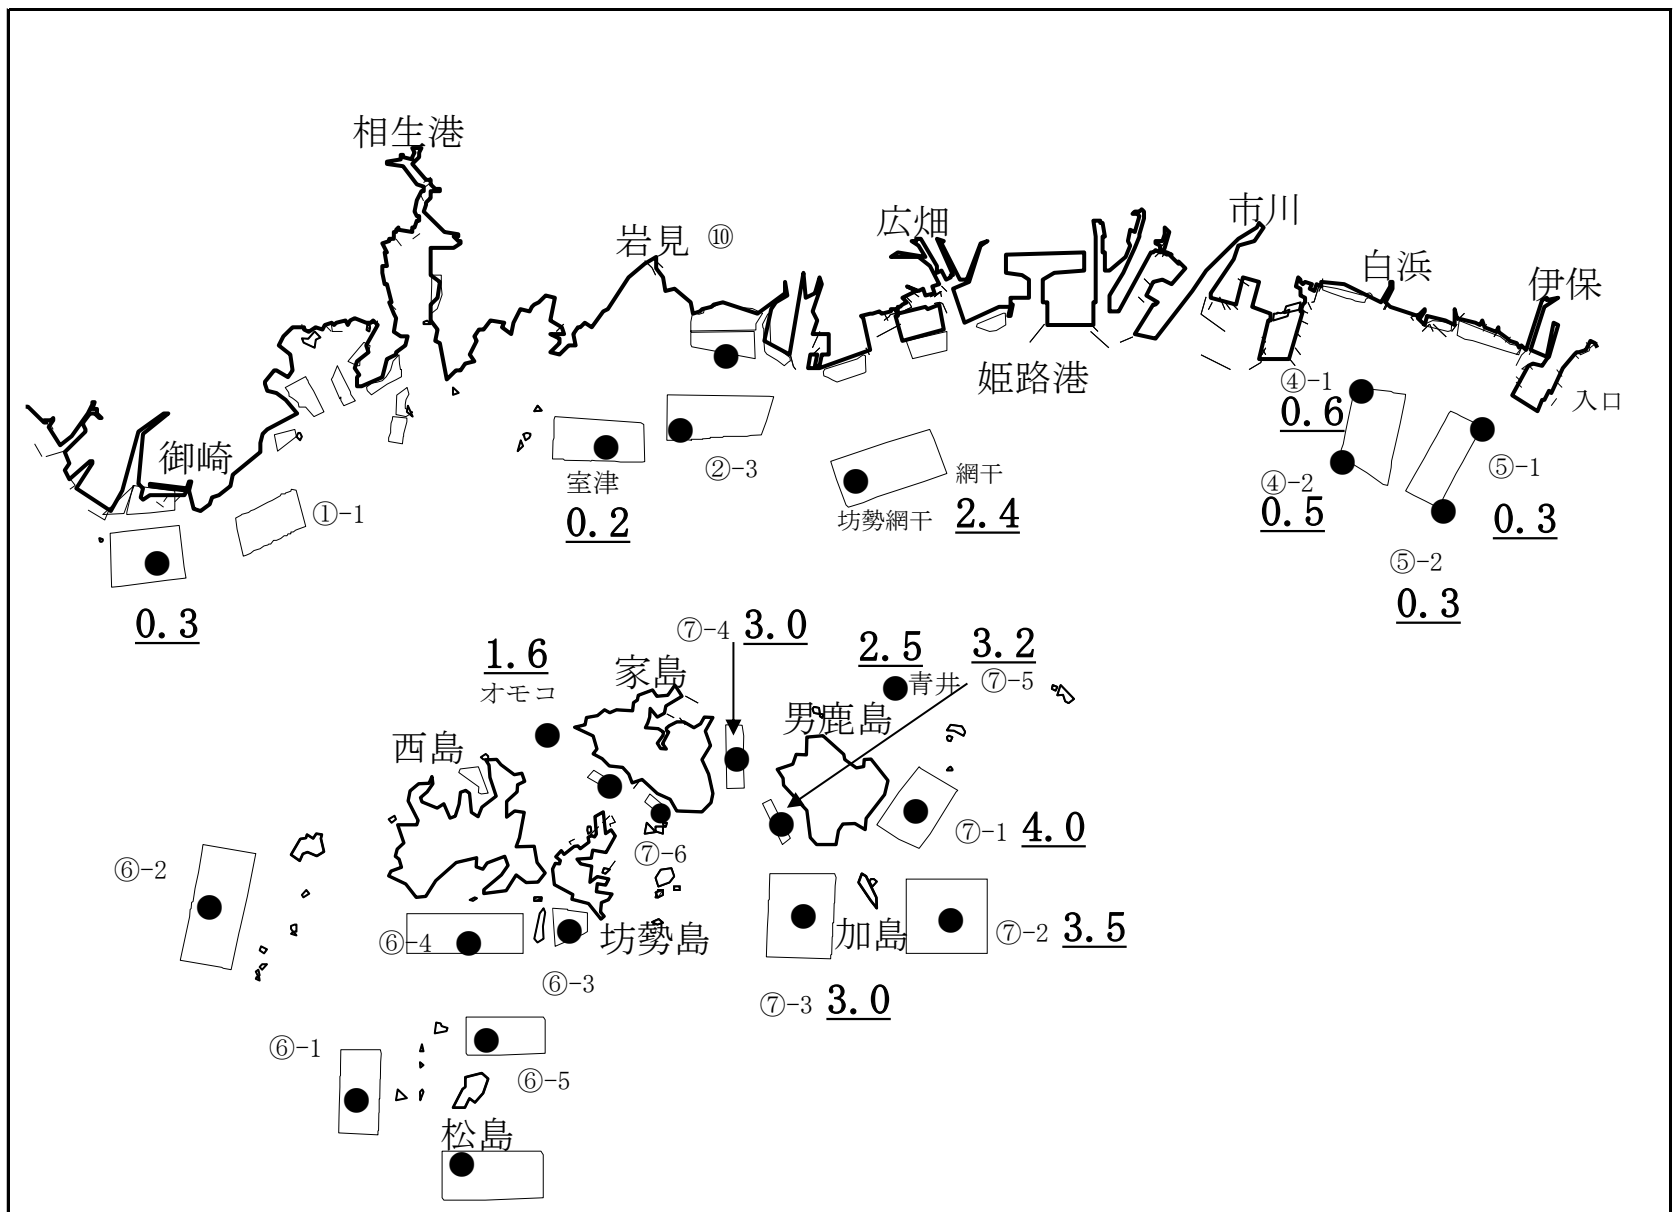 相生港
市川
広畑
岩見 ⑩
白浜
伊保
姫路港
④-1
0.6
入口
御崎
②-3
網干
⑤-1
室津
④-2
①-1
0.2
坊勢網干
2.4
0.5
0.3
⑤-2
0.3
0.3
⑦-4 3.0
1.6
オモコ
家島
2.5
青井
3.2
⑦-5
男鹿島
西島
⑦-1 4.0
⑦-6
⑥-2
⑥-4
坊勢島
加島
⑦-2 3.5
⑥-3
⑦-3 3.0
⑥-1
⑥-5
松島